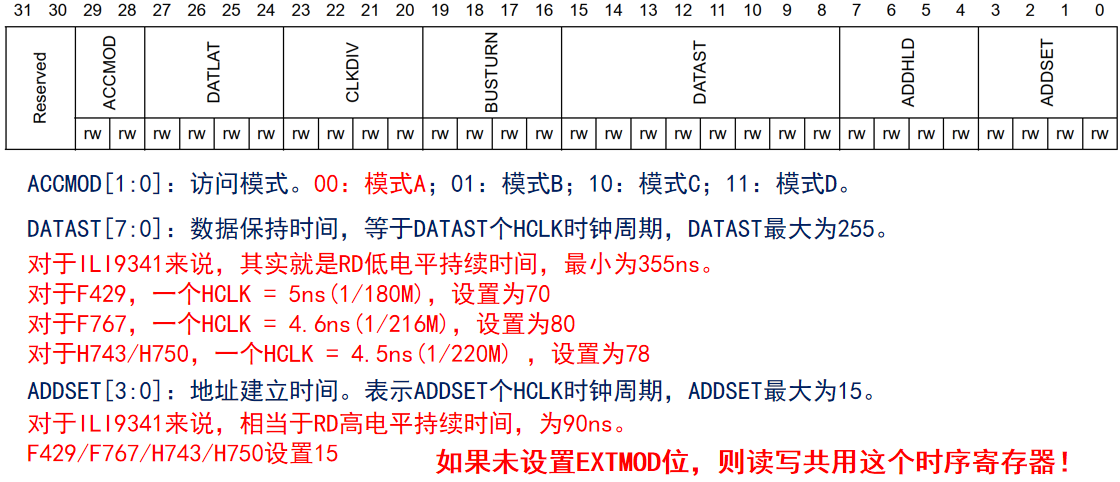 31 30 29 28 27 26 25 24 23 22 21 20 19 18 17 16 15 14 13 12 11 10 9 8 7 6 5 4 3 2 1 0
Reserved ACCMOD DATLAT CLKDIV BUSTURN DATAST ADDHLD ADDSET
rw rw rw rw rw rw rw rw rw rw rw rw rw rw rw rw rw rw rw rw rw rw rw rw rw rw rw rw rw rw
ACCMOD[1:0]：访问模式。00：模式A；01：模式B；10：模式C；11：模式D。
DATAST[7:0]：数据保持时间，等于DATAST个HCLK时钟周期，DATAST最大为255。
对于ILI9341来说，其实就是RD低电平持续时间，最小为355ns。
对于F429，一个HCLK = 5ns(1/180M)，设置为70
对于F767，一个HCLK = 4.6ns(1/216M)，设置为80
对于H743/H750，一个HCLK = 4.5ns(1/220M) ，设置为78
ADDSET[3:0]：地址建立时间。表示ADDSET个HCLK时钟周期，ADDSET最大为15。
对于ILI9341来说，相当于RD高电平持续时间，为90ns。
F429/F767/H743/H750设置15
如果未设置EXTMOD位，则读写共用这个时序寄存器！